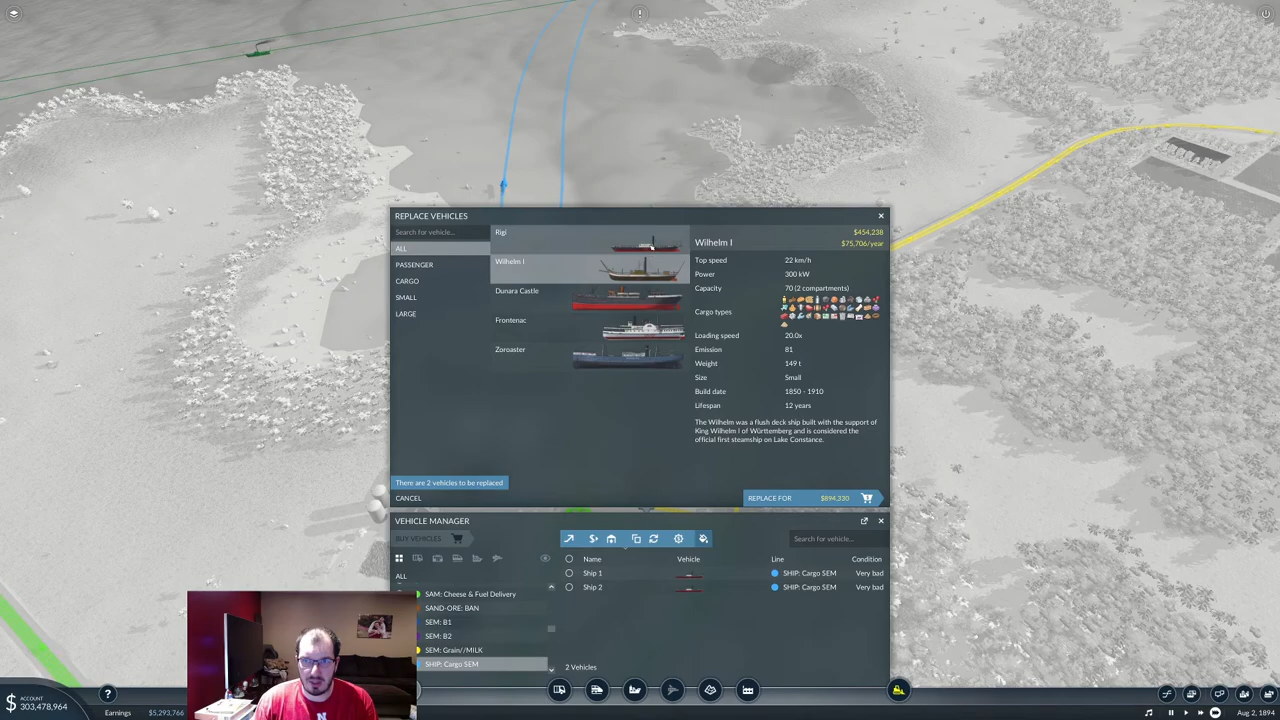 REPLACE VEHICLES
Search for vehicle...
ALL
PASSENGER
CARGO
SMALL
LARGE
Rigi
Wilhelm I
Dunara Castle
Frontenac
Zoroaster
Wilhelm I
$454,238
$75,706/year
Top speed 22 km/h
Power 300 kW
Capacity 70 (2 compartments)
Cargo types
Loading speed 20.0x
Emission 81
Weight 149 t
Size Small
Build date 1850 - 1910
Lifespan 12 years
The Wilhelm was a flush deck ship built with the support of
King Wilhelm I of Württemberg and is considered the
official first steamship on Lake Constance.
There are 2 vehicles to be replaced
CANCEL
REPLACE FOR $894,330
VEHICLE MANAGER
BUY VEHICLES
Search for vehicle...
ALL
SAM: Cheese & Fuel Delivery
SAND-ORE: BAN
SEM: B1
SEM: B2
SEM: Grain//MILK
SHIP: Cargo SEM
Name Vehicle Line Condition
Ship 1 SHIP: Cargo SEM Very bad
Ship 2 SHIP: Cargo SEM Very bad
2 Vehicles
$ ACCOUNT
303,478,964
?
Earnings $5,293,766
Aug 2, 1894